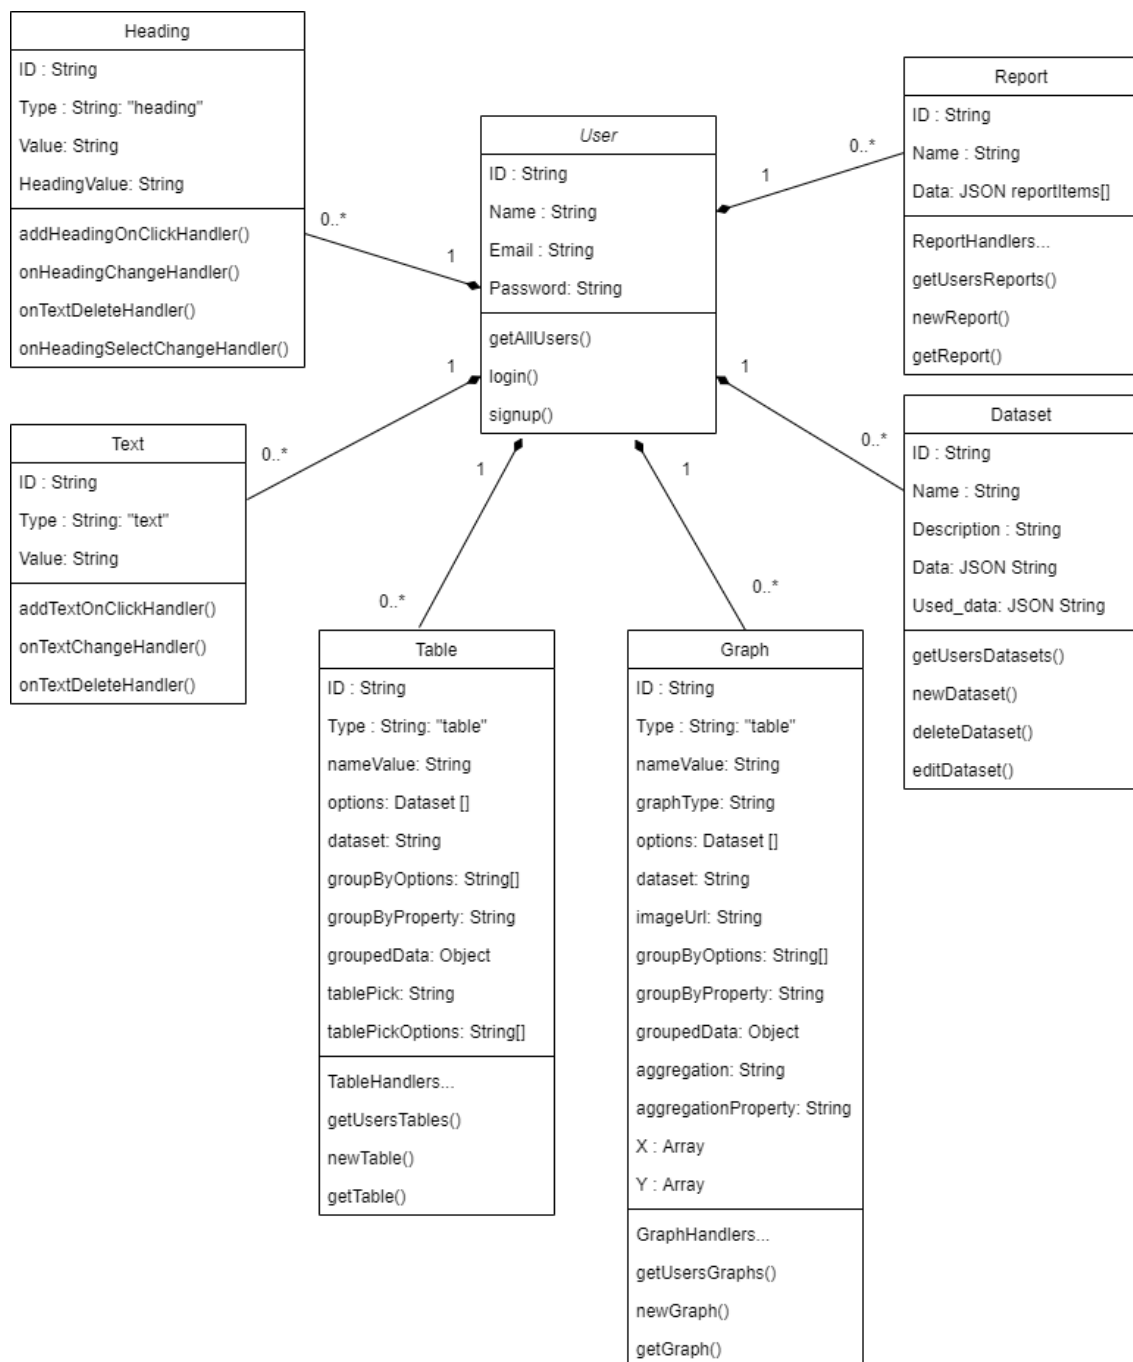 Heading
ID : String
Type : String: "heading"
Value: String
HeadingValue: String
addHeadingOnClickHandler()
onHeadingChangeHandler()
onTextDeleteHandler()
onHeadingSelectChangeHandler()
0..*
1
User
ID : String
Name : String
Email : String
Password: String
getAllUsers()
login()
signup()
1
0..*
Report
ID : String
Name : String
Data: JSON reportItems[]
ReportHandlers...
getUsersReports()
newReport()
getReport()
1
0..*
Text
ID : String
Type : String: "text"
Value: String
addTextOnClickHandler()
onTextChangeHandler()
onTextDeleteHandler()
1
0..*
Dataset
ID : String
Name : String
Description : String
Data: JSON String
Used_data: JSON String
getUsersDatasets()
newDataset()
deleteDataset()
editDataset()
1
0..*
Table
ID : String
Type : String: "table"
nameValue: String
options: Dataset []
dataset: String
groupByOptions: String[]
groupByProperty: String
groupedData: Object
tablePick: String
tablePickOptions: String[]
TableHandlers...
getUsersTables()
newTable()
getTable()
1
0..*
Graph
ID : String
Type : String: "table"
nameValue: String
graphType: String
options: Dataset []
dataset: String
imageUrl: String
groupByOptions: String[]
groupByProperty: String
groupedData: Object
aggregation: String
aggregationProperty: String
X : Array
Y : Array
GraphHandlers...
getUsersGraphs()
newGraph()
getGraph()